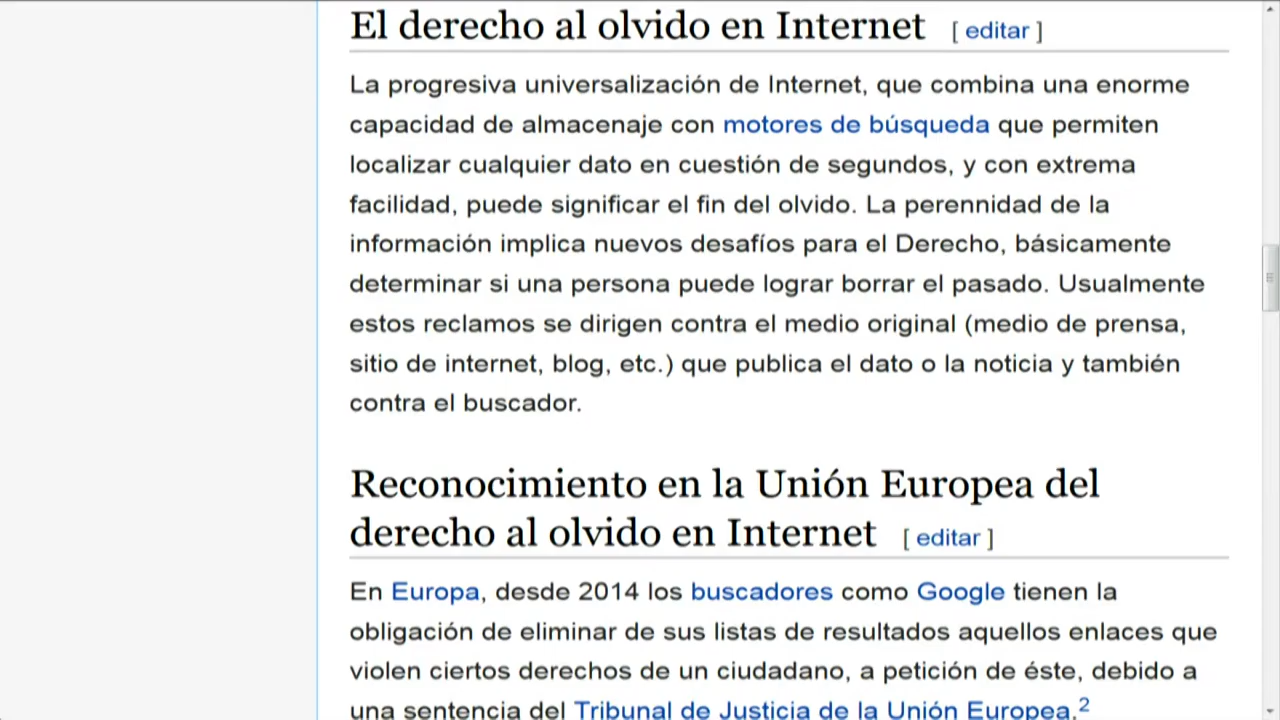 El derecho al olvido en Internet [ editar ]
La progresiva universalización de Internet, que combina una enorme
capacidad de almacenaje con motores de búsqueda que permiten
localizar cualquier dato en cuestión de segundos, y con extrema
facilidad, puede significar el fin del olvido. La perennidad de la
información implica nuevos desafíos para el Derecho, básicamente
determinar si una persona puede lograr borrar el pasado. Usualmente
estos reclamos se dirigen contra el medio original (medio de prensa,
sitio de internet, blog, etc.) que publica el dato o la noticia y también
contra el buscador.
Reconocimiento en la Unión Europea del
derecho al olvido en Internet [ editar ]
En Europa, desde 2014 los buscadores como Google tienen la
obligación de eliminar de sus listas de resultados aquellos enlaces que
violen ciertos derechos de un ciudadano, a petición de éste, debido a
una sentencia del Tribunal de Justicia de la Unión Europea.2